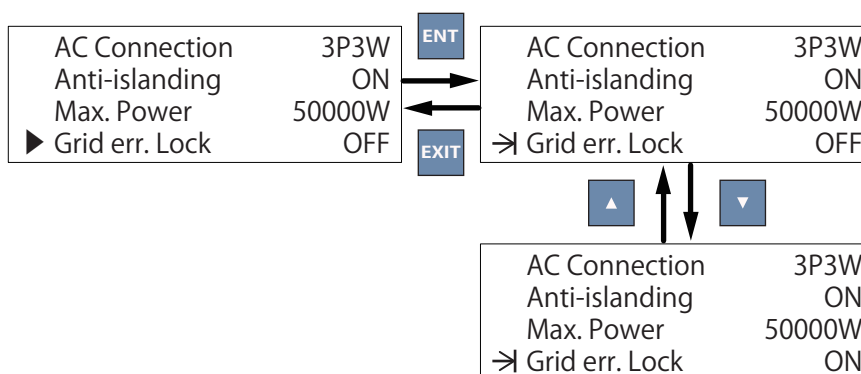 AC Connection 3P3W
Anti-islanding ON
Max. Power 50000W
Grid err. Lock OFF
ENT
EXIT
AC Connection 3P3W
Anti-islanding ON
Max. Power 50000W
Grid err. Lock OFF
AC Connection 3P3W
Anti-islanding ON
Max. Power 50000W
Grid err. Lock ON